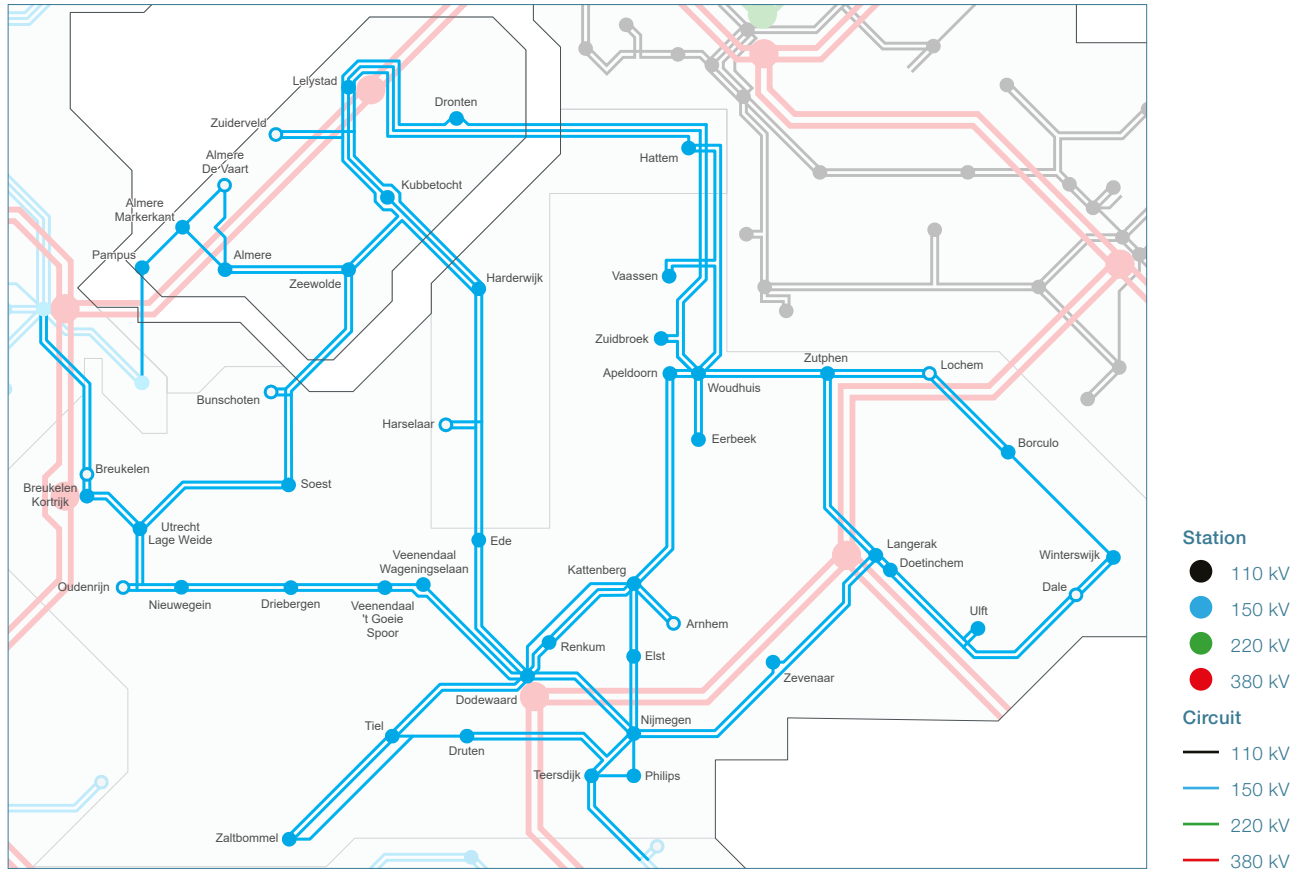 Lelystad
Dronten
Zuiderveld
Hattem
Almere
De Vaart
Kubbetocht
Almere
Markerkant
Pampus
Almere
Zeewolde
Harderwijk
Vaassen
Zuidbroek
Apeldoorn
Woudhuis
Zutphen
Lochem
Bunschoten
Harselaar
Eerbeek
Borculo
Breukelen
Breukelen
Kortrijk
Soest
Utrecht
Lage Weide
Ede
Veenendaal
Wageningselaan
Kattenberg
Langerak
Doetinchem
Winterswijk
Dale
Oudenrijn
Nieuwegein
Driebergen
Veenendaal
't Goeie
Spoor
Arnhem
Ulft
Renkum
Elst
Zevenaar
Dodewaard
Nijmegen
Tiel
Druten
Teersdijk
Philips
Zaltbommel
Station
110 kV
150 kV
220 kV
380 kV
Circuit
110 kV
150 kV
220 kV
380 kV